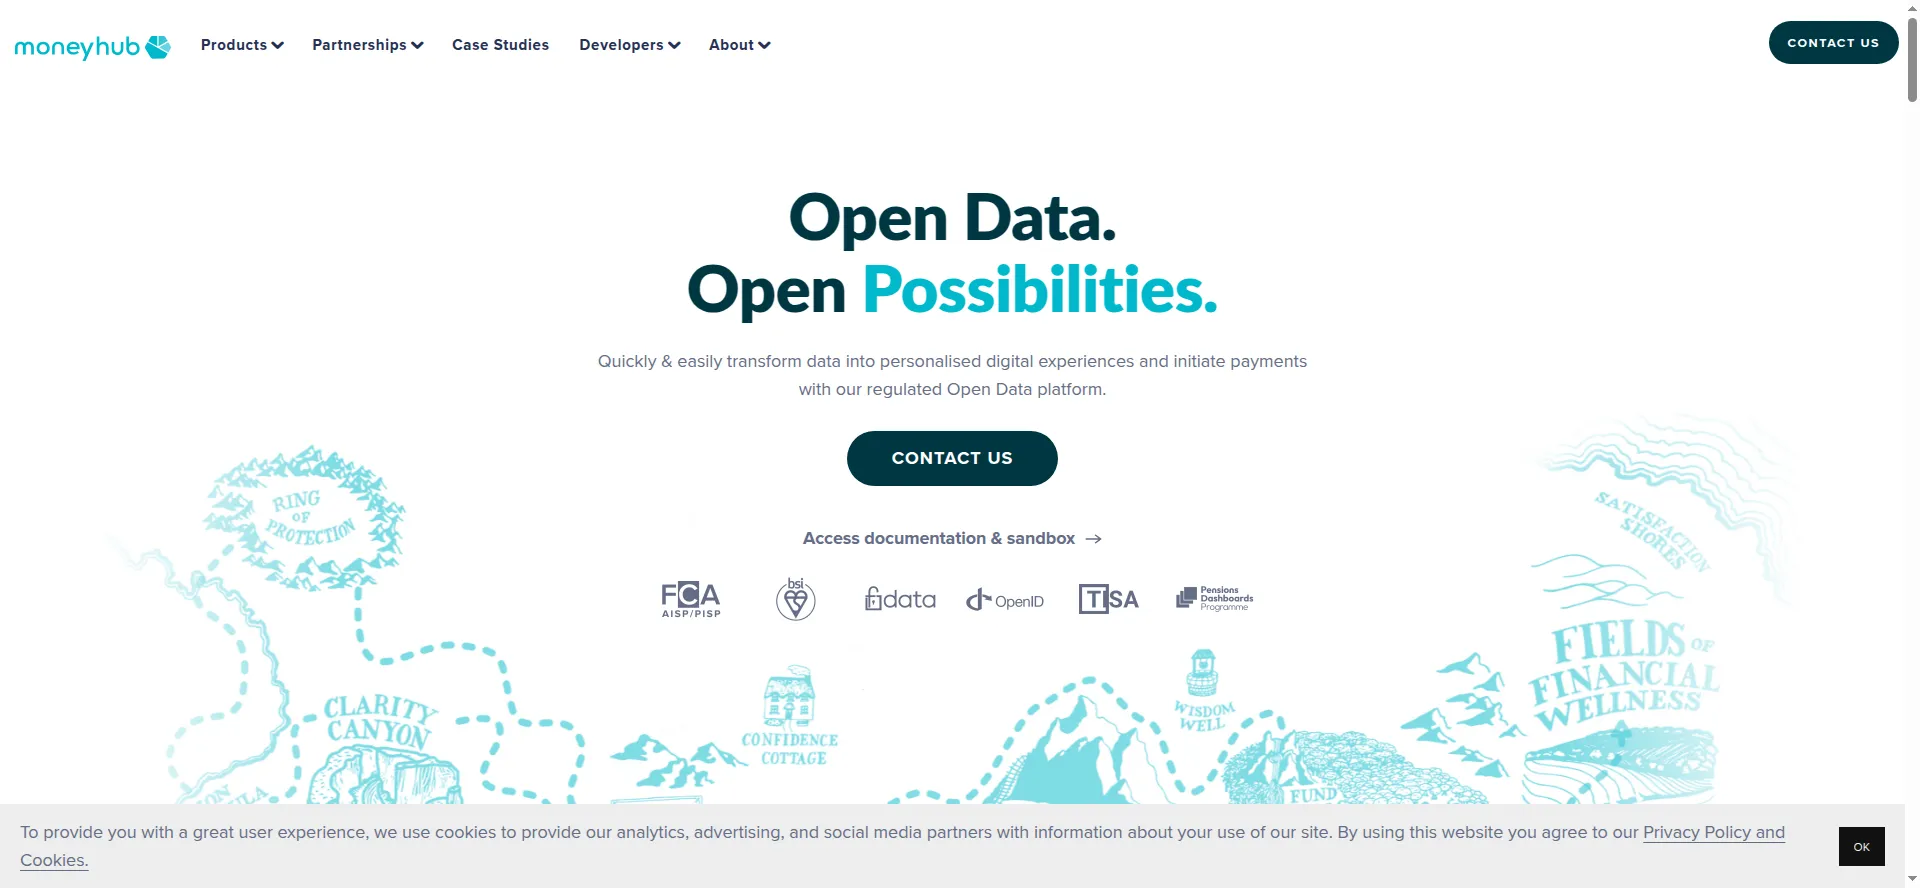 moneyhub
Products
Partnerships
Case Studies
Developers
About
CONTACT US
Open Data.
Open Possibilities.
Quickly & easily transform data into personalised digital experiences and initiate payments
with our regulated Open Data platform.
CONTACT US
Access documentation & sandbox →
FCA
AISP/PISP
bsi
fdata
OpenID
TISA
Pensions
Dashboards
Programme
RING
OF
PROTECTION
SATISFACTION
SHORES
FIELDS OF
FINANCIAL
WELLNESS
CLARITY
CANYON
CONFIDENCE
COTTAGE
WISDOM
WELL
FUND
To provide you with a great user experience, we use cookies to provide our analytics, advertising, and social media partners with information about your use of our site. By using this website you agree to our Privacy Policy and
Cookies.
OK